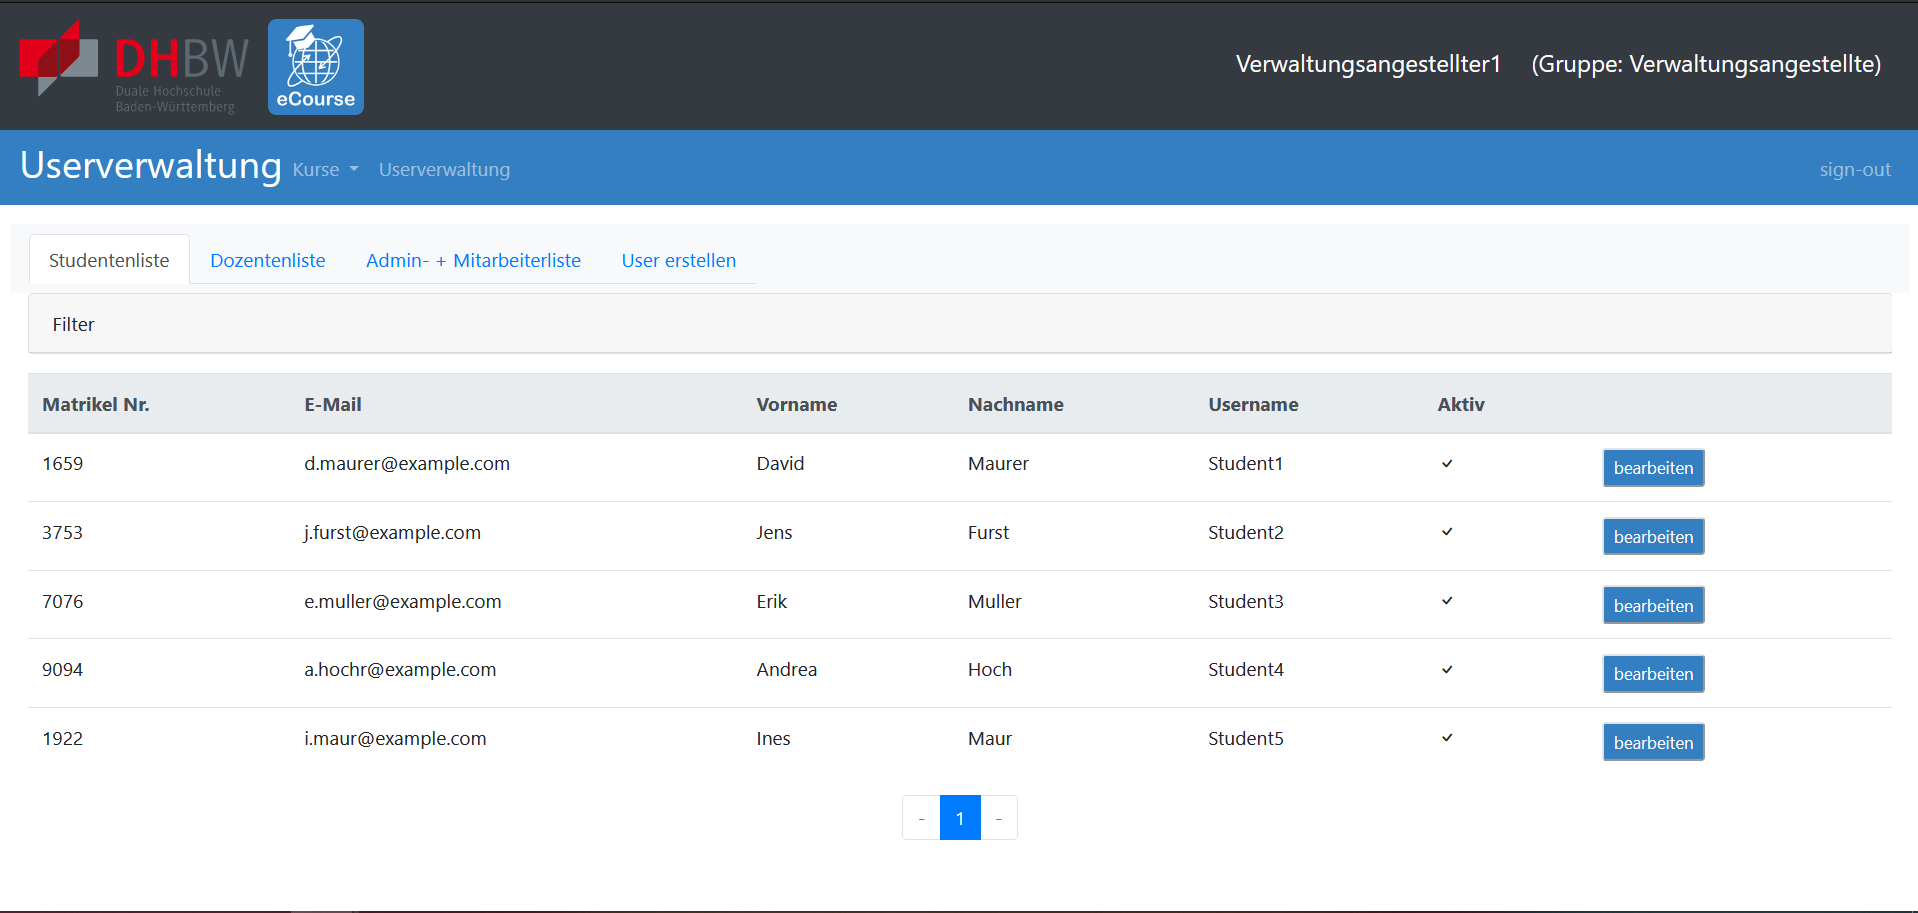 DHBW
Duale Hochschule
Baden-Württemberg
eCourse
Verwaltungsangestellter1 (Gruppe: Verwaltungsangestellte)
Userverwaltung Kurse Userverwaltung sign-out
Studentenliste Dozentenliste Admin- + Mitarbeiterliste User erstellen
Filter
Matrikel Nr. E-Mail Vorname Nachname Username Aktiv
1659 d.maurer@example.com David Maurer Student1 ✓ bearbeiten
3753 j.furst@example.com Jens Furst Student2 ✓ bearbeiten
7076 e.muller@example.com Erik Muller Student3 ✓ bearbeiten
9094 a.hochr@example.com Andrea Hoch Student4 ✓ bearbeiten
1922 i.maur@example.com Ines Maur Student5 ✓ bearbeiten
- 1 -